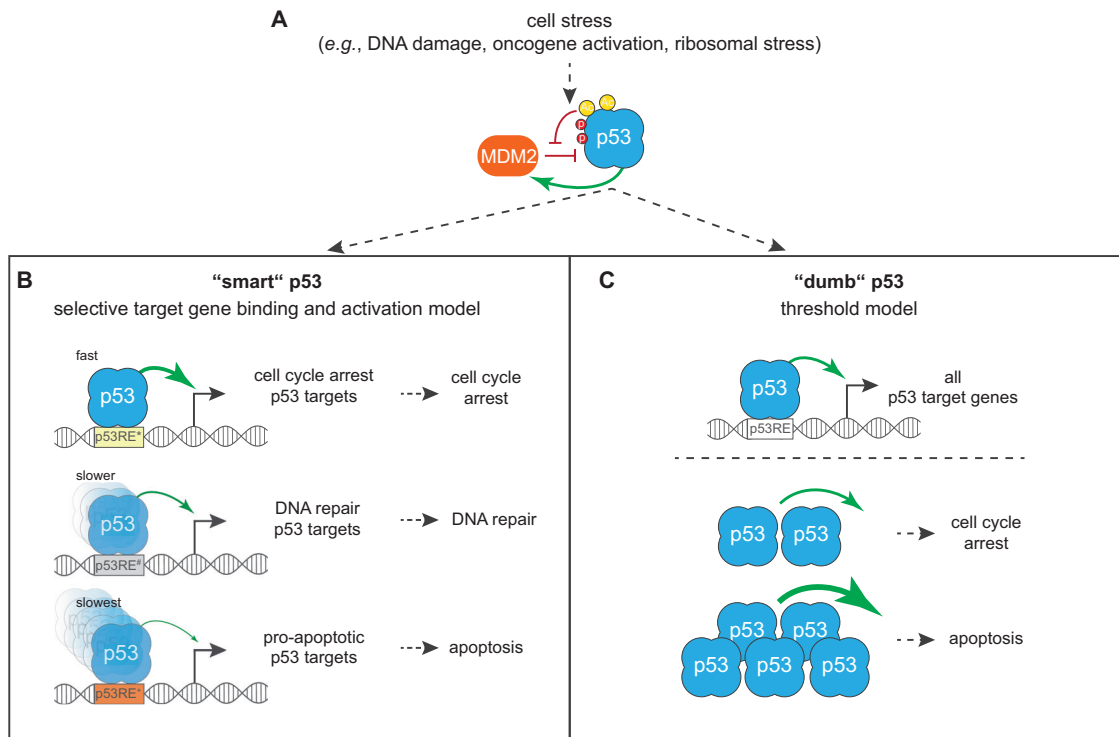 A
cell stress
(e.g., DNA damage, oncogene activation, ribosomal stress)
Ac
Ac
p
p
p53
MDM2
B
“smart“ p53
selective target gene binding and activation model
fast
p53
p53RE*
cell cycle arrest
p53 targets
cell cycle
arrest
slower
p53
p53RE#
DNA repair
p53 targets
DNA repair
slowest
p53
pro-apoptotic
p53 targets
apoptosis
C
“dumb“ p53
threshold model
p53
p53RE
all
p53 target genes
p53 p53
cell cycle
arrest
p53 p53
p53 p53 p53
apoptosis